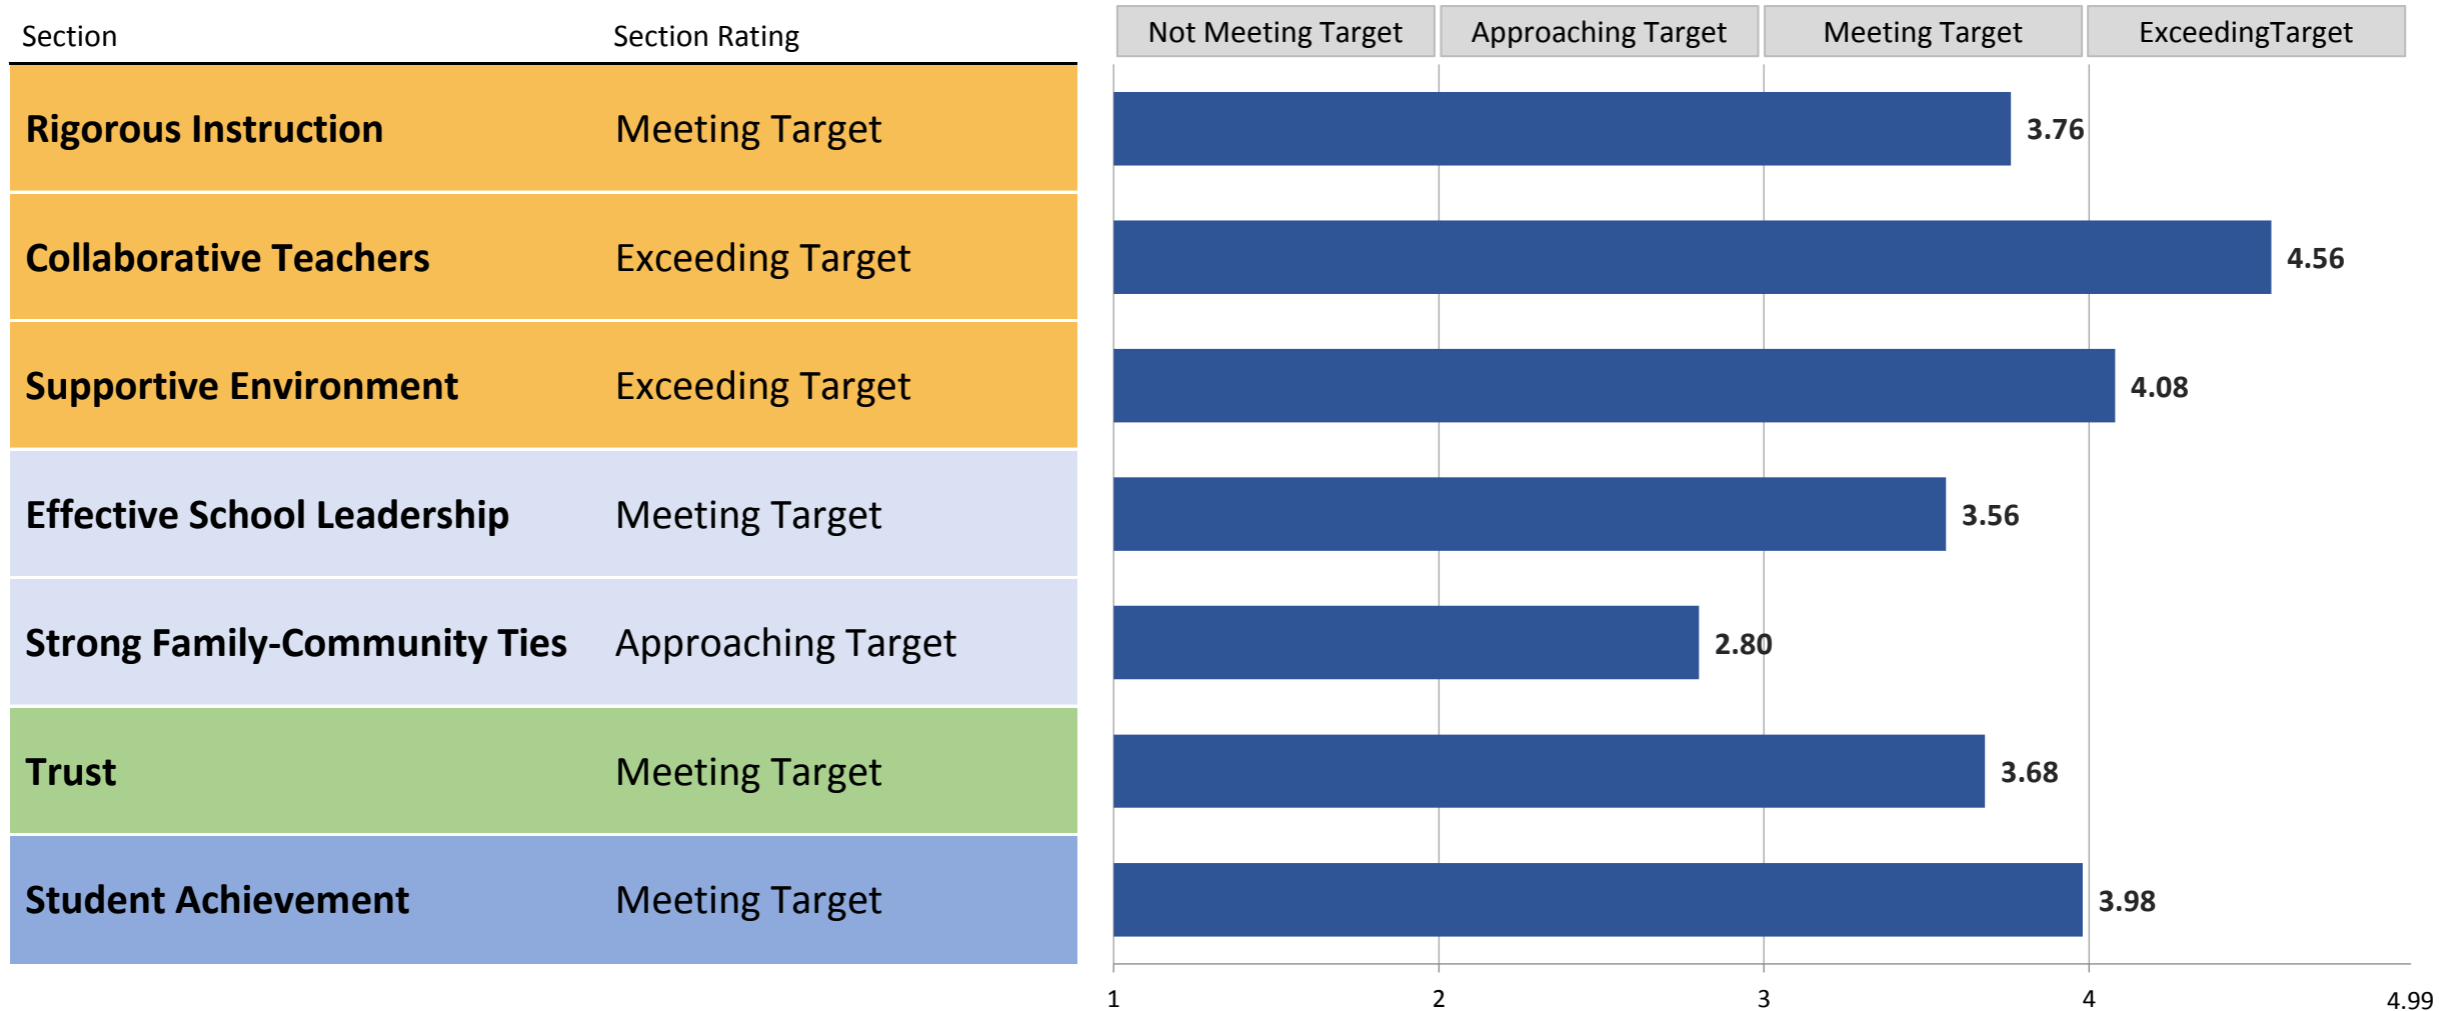 Section Section Rating Not Meeting Target Approaching Target Meeting Target ExceedingTarget
Rigorous Instruction Meeting Target 3.76
Collaborative Teachers Exceeding Target 4.56
Supportive Environment Exceeding Target 4.08
Effective School Leadership Meeting Target 3.56
Strong Family-Community Ties Approaching Target 2.80
Trust Meeting Target 3.68
Student Achievement Meeting Target 3.98
1 2 3 4 4.99